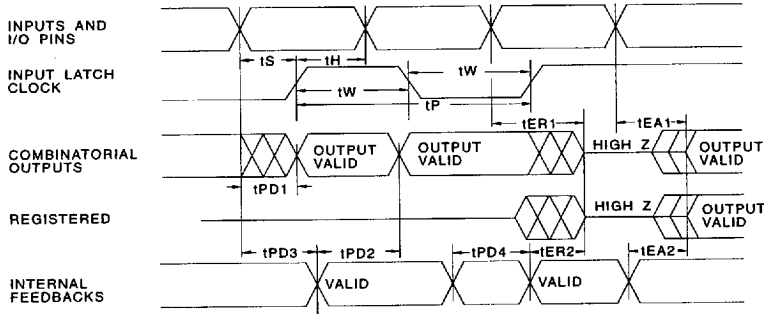 INPUTS AND
I/O PINS
tS tH
INPUT LATCH
CLOCK
tW
tW
tP
tER1 tEA1
COMBINATORIAL
OUTPUTS
OUTPUT
VALID
OUTPUT
VALID
HIGH Z
OUTPUT
VALID
tPD1
REGISTERED
HIGH Z
OUTPUT
VALID
tPD3 tPD2 tPD4 tER2 tEA2
INTERNAL
FEEDBACKS
VALID VALID